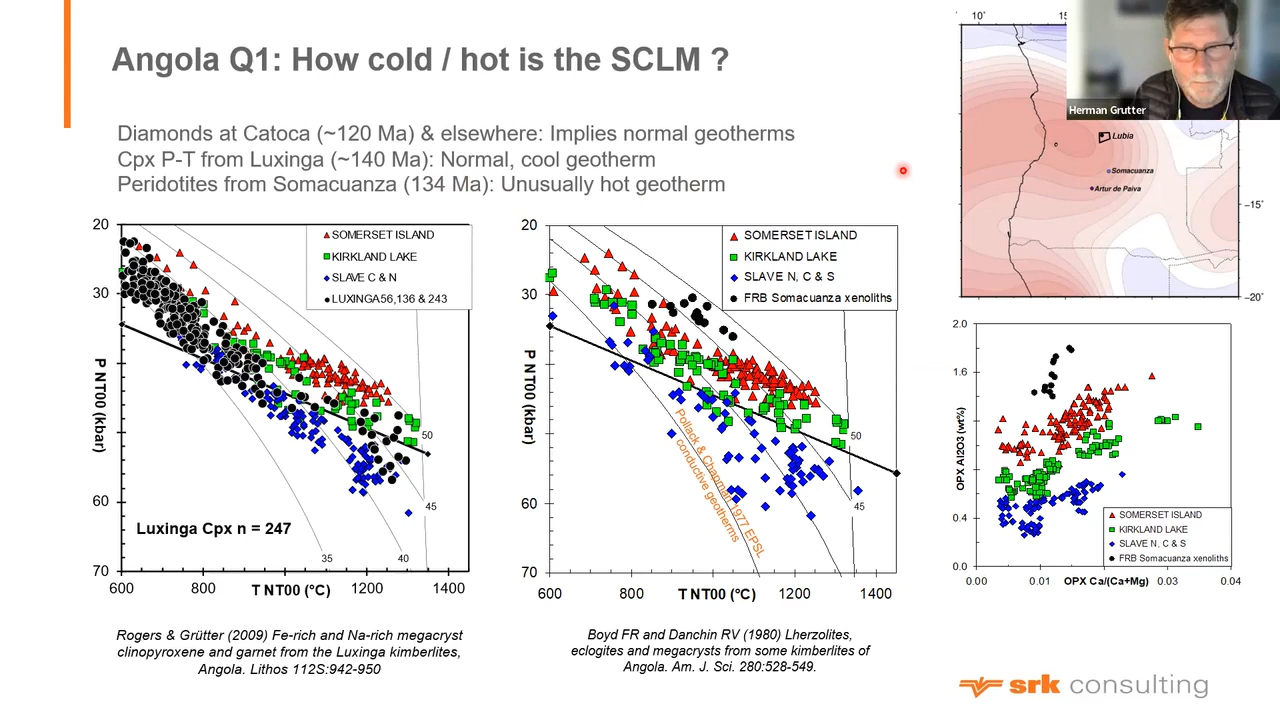 Angola Q1: How cold / hot is the SCLM ?
Diamonds at Catoca (~120 Ma) & elsewhere: Implies normal geotherms
Cpx P-T from Luxinga (~140 Ma): Normal, cool geotherm
Peridotites from Somacuanza (134 Ma): Unusually hot geotherm
10°
15
Herman Grutter
Lubia
Somacuanza
Artur de Paiva
-15°
-20°
20
30
60
70
P NT00 (kbar)
SOMERSET ISLAND
KIRKLAND LAKE
SLAVE C & N
LUXINGA56,136 & 243
50
45
40
35
Luxinga Cpx n = 247
600
800
T NT00 (°C)
1200
1400
20
30
60
70
P NT00 (kbar)
SOMERSET ISLAND
KIRKLAND LAKE
SLAVE N, C & S
FRB Somacuanza xenoliths
50
45
Pollack & Chapman 1977 EPSL
conductive geotherms
600
800
T NT00 (°C)
1200
1400
2.0
1.6
OPX Al2O3 (wt%)
0.4
0.0
SOMERSET ISLAND
KIRKLAND LAKE
SLAVE N, C & S
FRB Somacuanza xenoliths
0.00
0.01
OPX Ca/(Ca+Mg)
0.03
0.04
Rogers & Grütter (2009) Fe-rich and Na-rich megacryst
clinopyroxene and garnet from the Luxinga kimberlites,
Angola. Lithos 112S:942-950
Boyd FR and Danchin RV (1980) Lherzolites,
eclogites and megacrysts from some kimberlites of
Angola. Am. J. Sci. 280:528-549.
srk consulting